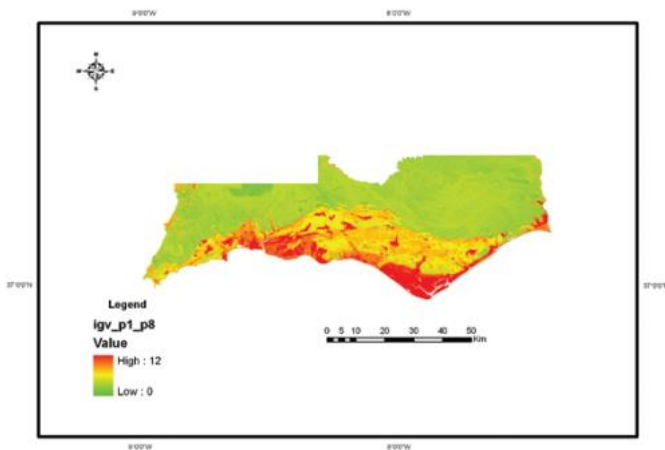 9°0'0"W 8°0'0"W
N
W E
S
37°0'0"N 37°0'0"N
Legend
igv_p1_p8
Value
High : 12
Low : 0
0 5 10 20 30 40 50
Km
9°0'0"W 8°0'0"W